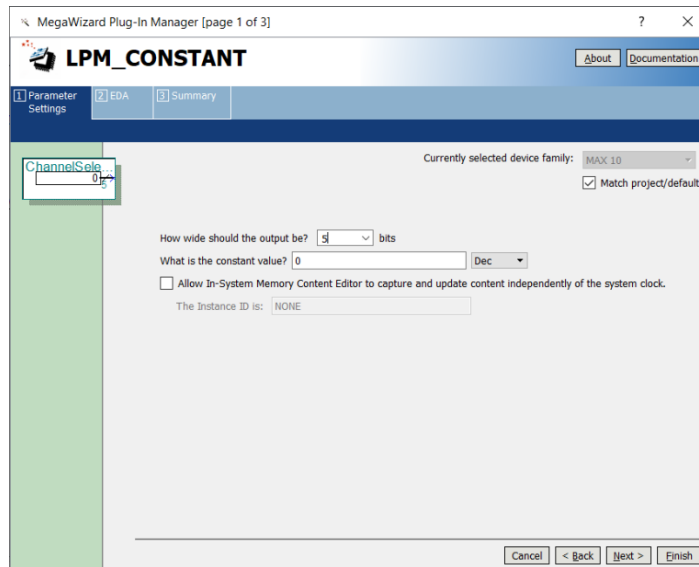 MegaWizard Plug-In Manager [page 1 of 3] ? X
LPM_CONSTANT
About Documentation
1 Parameter Settings
2 EDA
3 Summary
ChannelSele...
0
5
Currently selected device family: MAX 10
Match project/default
How wide should the output be? 5 bits
What is the constant value? 0 Dec
Allow In-System Memory Content Editor to capture and update content independently of the system clock.
The Instance ID is: NONE
Cancel < Back Next > Finish